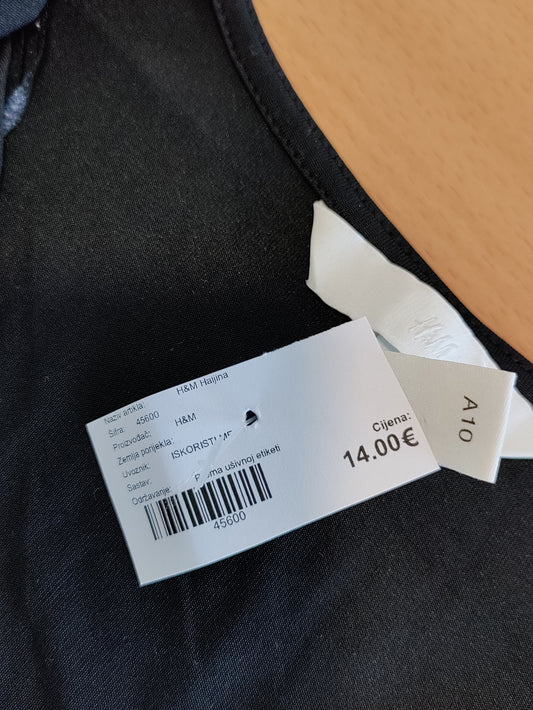 Naziv artikla: H&M Haljina
Šifra: 45600
Proizvođač: H&M
Zemlja porijekla:
Uvoznik: ISKORISTI ME
Sastav:
Održavanje: ušivnoj etiketi
45600
Cijena:
14.00€
A10
H&M